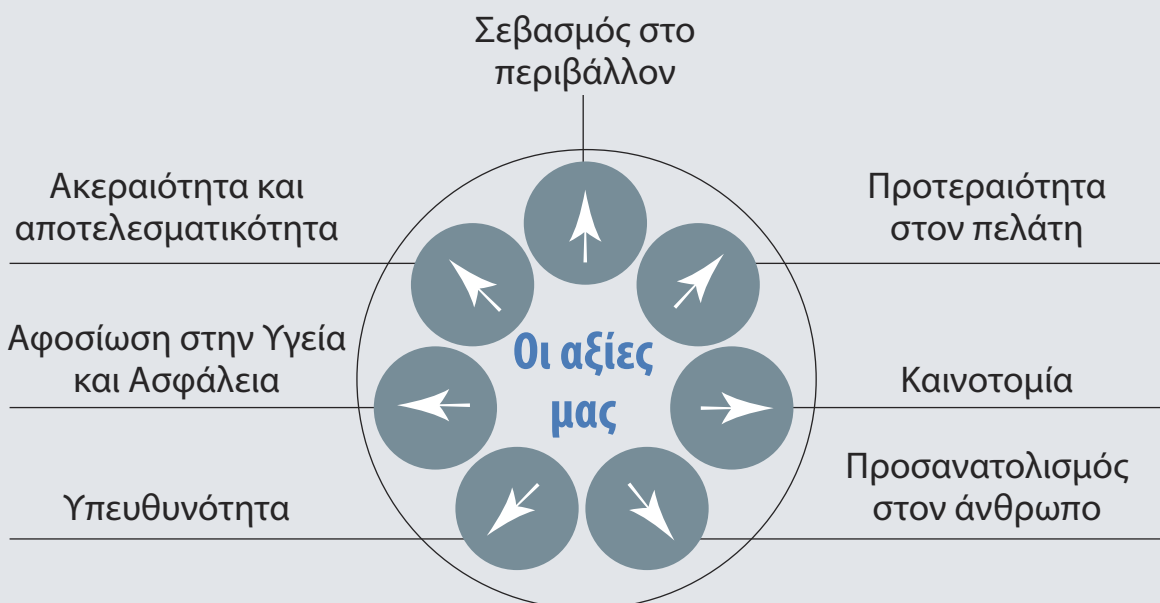 Σεβασμός στο
περιβάλλον
Ακεραιότητα και
αποτελεσματικότητα
Προτεραιότητα
στον πελάτη
Αφοσίωση στην Υγεία
και Ασφάλεια
Οι αξίες
μας
Καινοτομία
Υπευθυνότητα
Προσανατολισμός
στον άνθρωπο